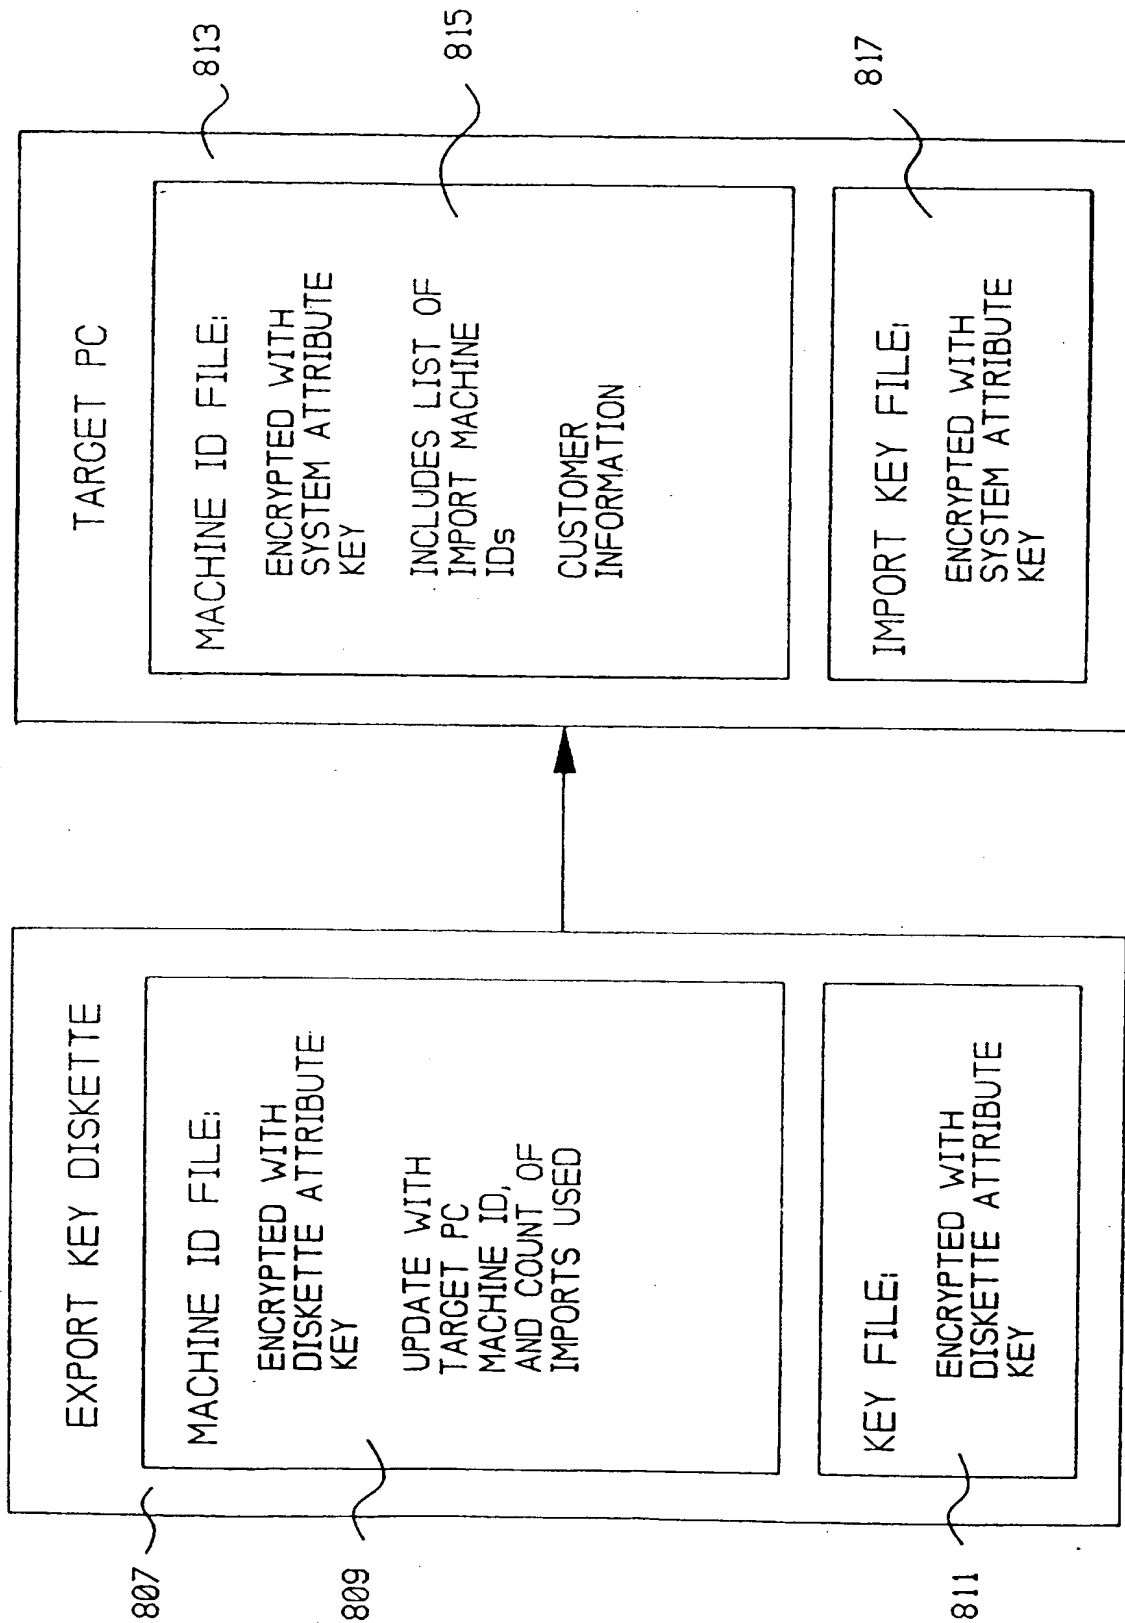 EXPORT KEY DISKETTE
MACHINE ID FILE:
ENCRYPTED WITH
DISKETTE ATTRIBUTE
KEY
UPDATE WITH
TARGET PC
MACHINE ID,
AND COUNT OF
IMPORTS USED
KEY FILE:
ENCRYPTED WITH
DISKETTE ATTRIBUTE
KEY
807
809
811
TARGET PC
MACHINE ID FILE:
ENCRYPTED WITH
SYSTEM ATTRIBUTE
KEY
INCLUDES LIST OF
IMPORT MACHINE
IDs
CUSTOMER
INFORMATION
IMPORT KEY FILE:
ENCRYPTED WITH
SYSTEM ATTRIBUTE
KEY
813
815
817